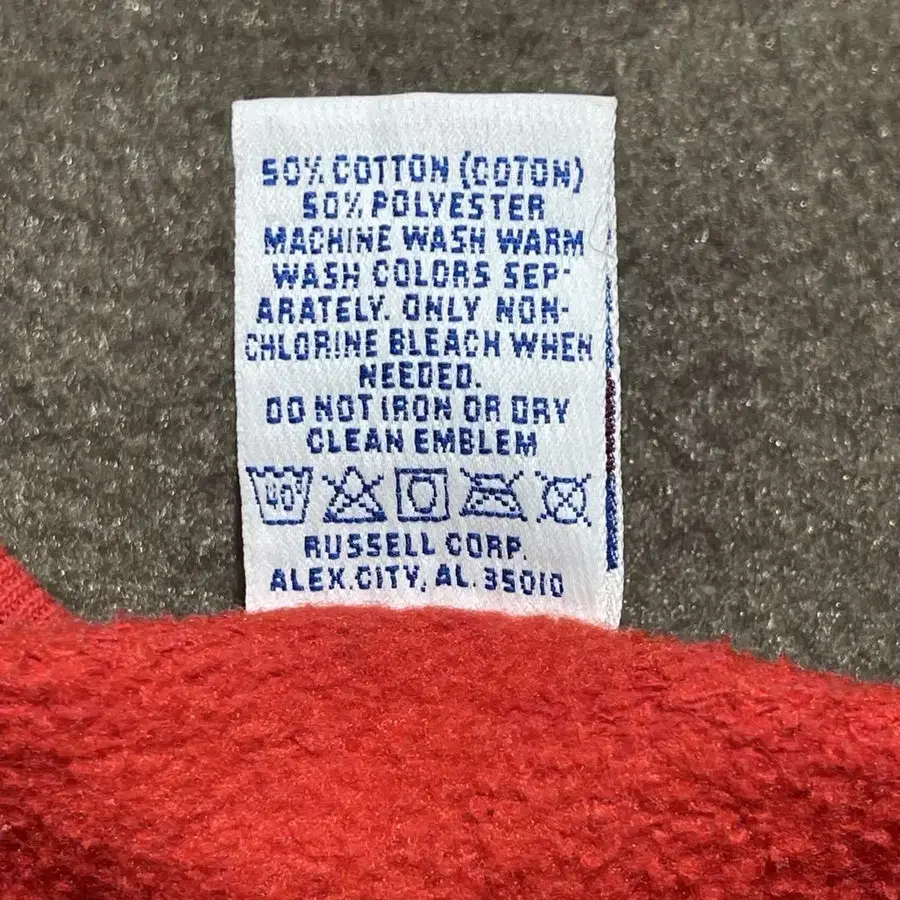 50% COTTON (COTON)
50% POLYESTER
MACHINE WASH WARM
WASH COLORS SEP-
ARATELY. ONLY NON-
CHLORINE BLEACH WHEN
NEEDED.
DO NOT IRON OR DRY
CLEAN EMBLEM
40°
RUSSELL CORP.
ALEX.CITY, AL. 35010